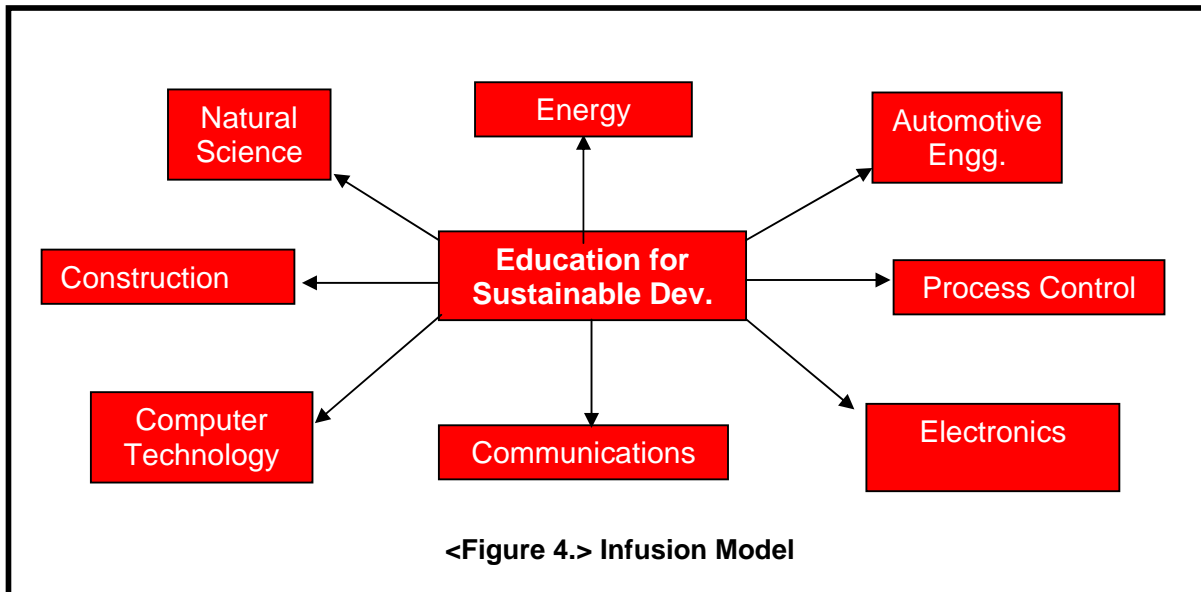 Natural
Science
Energy
Automotive
Engg.
Construction
Education for
Sustainable Dev.
Process Control
Computer
Technology
Communications
Electronics
<Figure 4.> Infusion Model